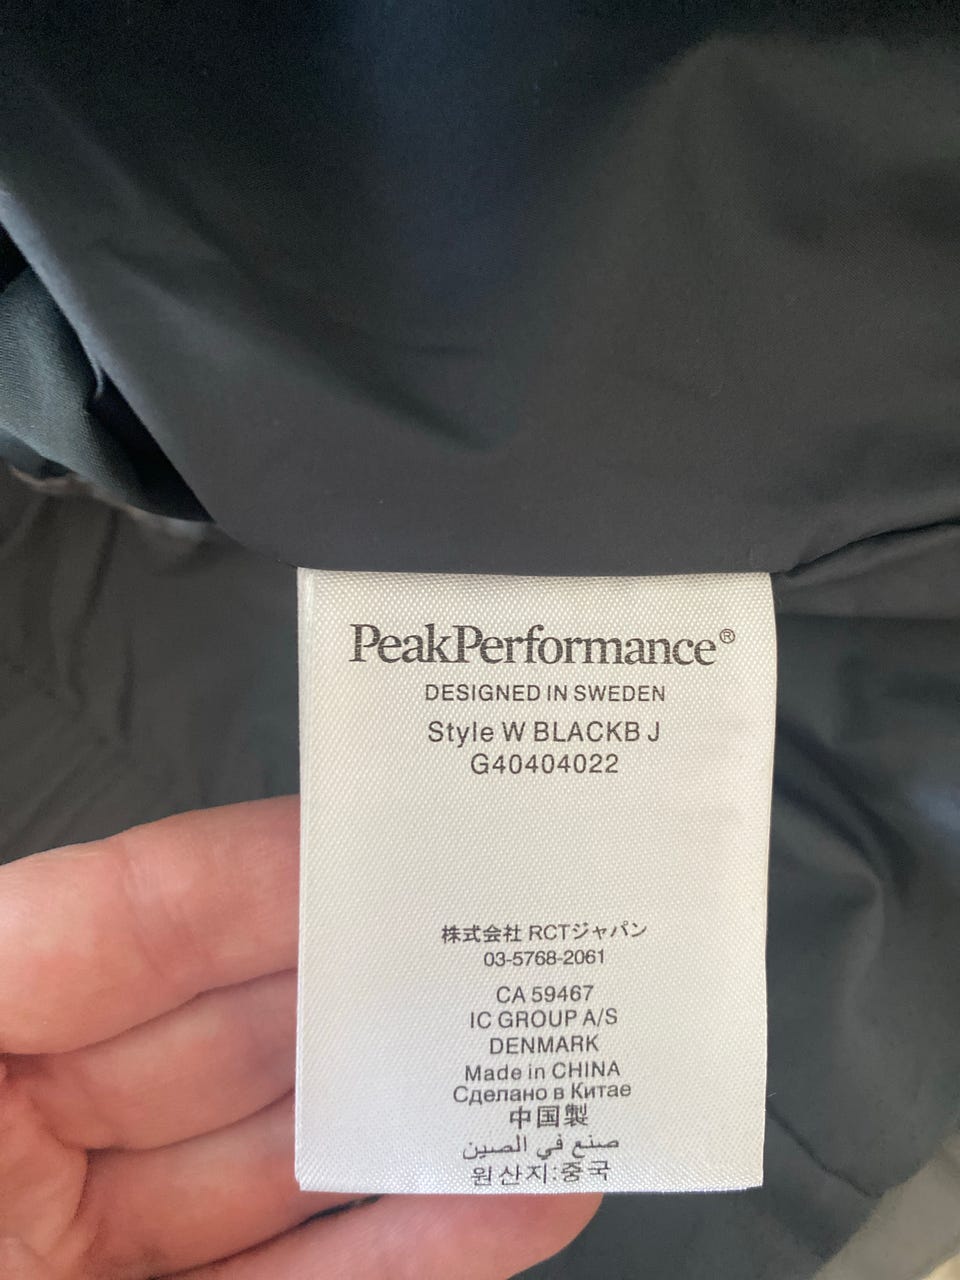 PeakPerformance®
DESIGNED IN SWEDEN
Style W BLACKB J
G40404022
株式会社 RCTジャパン
03-5768-2061
CA 59467
IC GROUP A/S
DENMARK
Made in CHINA
Сделано в Китае
中国製
صنع في الصين
원산지:중국